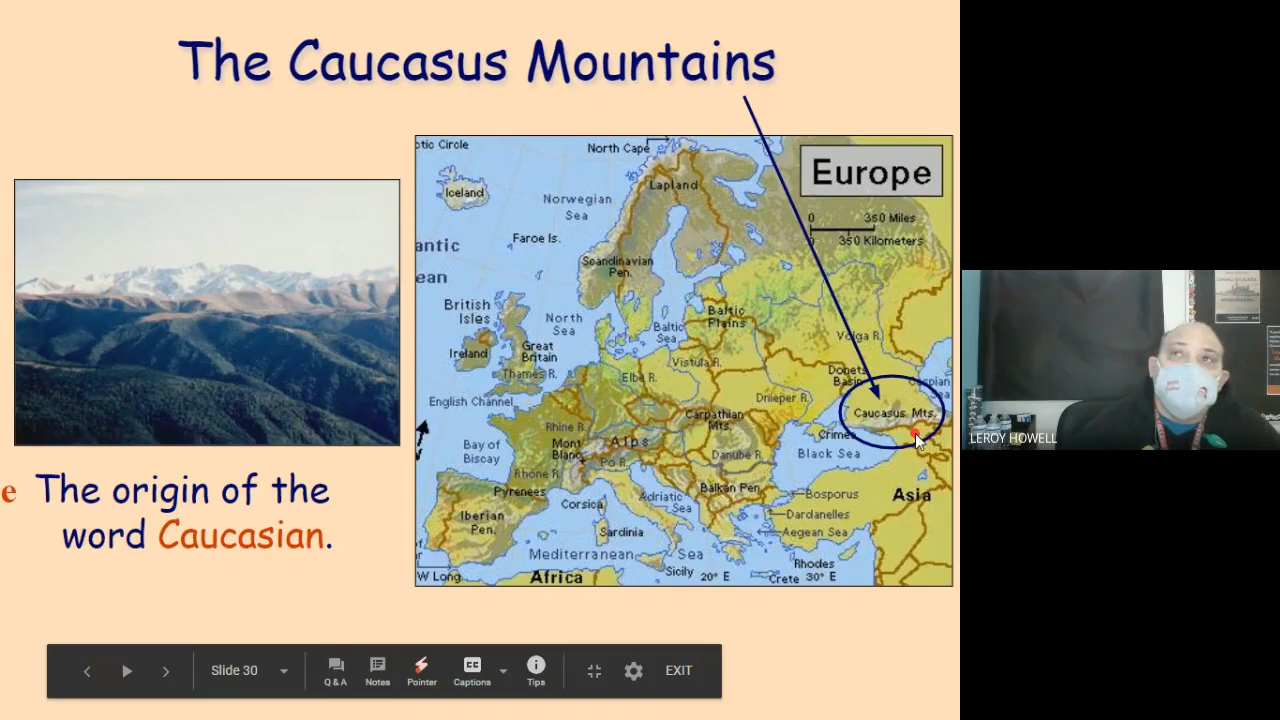 The Caucasus Mountains
ctic Circle
North Cape
Europe
Iceland
Lapland
Norwegian
Sea
0
350 Miles
Faroe Is.
0
350 Kilometers
antic
Scandinavian
Pen.
ean
British
Isles
North
Sea
Baltic
Sea
Baltic
Plains
Volga R.
Ireland
Great
Britain
Thames R.
Elbe R.
Vistula R.
Donets
Basin
Caspian
English Channel
Dnieper R.
Carpathian
Mts.
Caucasus Mts.
Rhine R.
Bay of
Biscay
Mont
Blanc
Alps
Po R.
Danube R.
Crimea
Black Sea
Rhone R.
Pyrenees
Corsica
Adriatic
Sea
Balkan Pen.
Bosporus
Asia
Iberian
Pen.
Sardinia
Dardanelles
Aegean Sea
Mediterranean Sea
W Long.
Africa
Sicily
20° E
Crete
30° E
Rhodes
e The origin of the
word Caucasian.
LEROY HOWELL
Slide 30
Q & A
Notes
Pointer
CC
Captions
Tips
EXIT